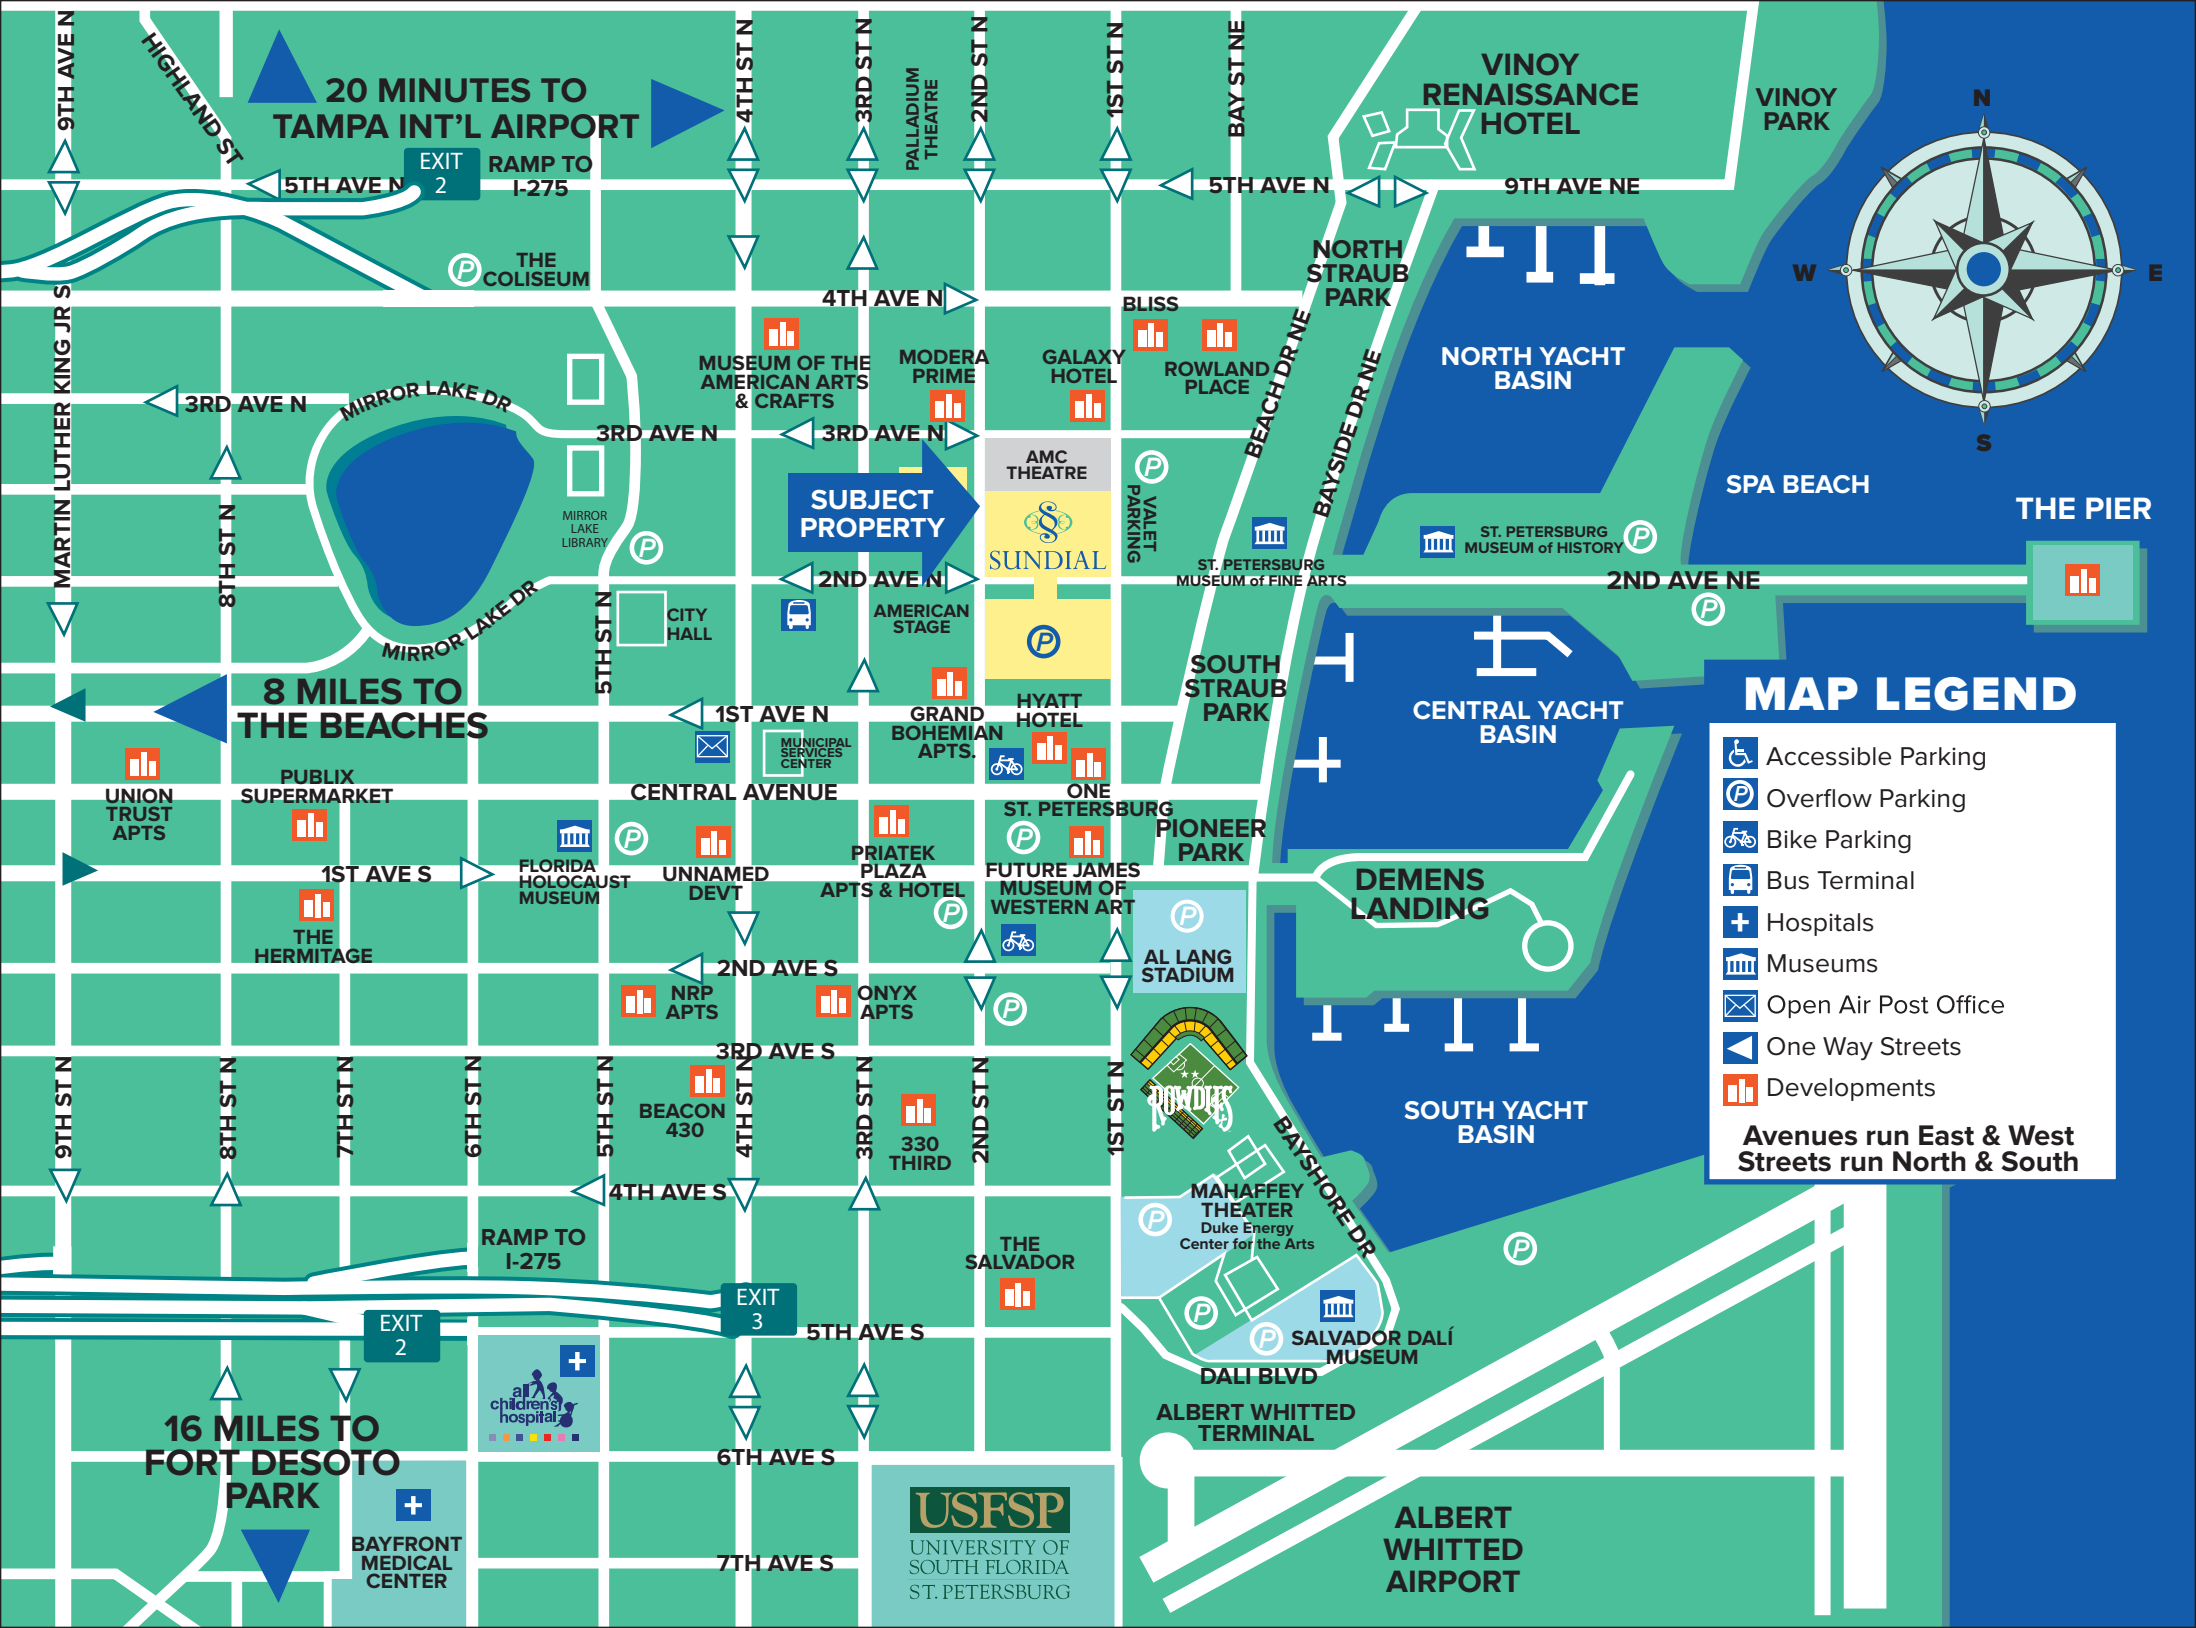 9TH AVE N
HIGHLAND ST
20 MINUTES TO
TAMPA INT'L AIRPORT
4TH ST N
3RD ST N
PALLADIUM
THEATRE
2ND ST N
1ST ST N
BAY ST NE
VINOY
RENAISSANCE
HOTEL
VINOY
PARK
N
W
E
S
5TH AVE N
EXIT
2
RAMP TO
I-275
5TH AVE N
9TH AVE NE
THE
COLISEUM
NORTH
STRAUB
PARK
4TH AVE N
BLISS
MARTIN LUTHER KING JR S
MUSEUM OF THE
AMERICAN ARTS
& CRAFTS
MODERA
PRIME
GALAXY
HOTEL
ROWLAND
PLACE
BEACH DR NE
BAYSIDE DR NE
NORTH YACHT
BASIN
3RD AVE N
MIRROR LAKE DR
3RD AVE N
3RD AVE N
AMC
THEATRE
P
VALET
PARKING
SUBJECT
PROPERTY
SUNDIAL
SPA BEACH
THE PIER
MIRROR
LAKE
LIBRARY
P
ST. PETERSBURG
MUSEUM of FINE ARTS
ST. PETERSBURG
MUSEUM of HISTORY
P
8TH ST N
2ND AVE N
2ND AVE NE
P
MIRROR LAKE DR
5TH ST N
CITY
HALL
AMERICAN
STAGE
P
SOUTH
STRAUB
PARK
8 MILES TO
THE BEACHES
1ST AVE N
GRAND
BOHEMIAN
APTS.
HYATT
HOTEL
MUNICIPAL
SERVICES
CENTER
CENTRAL YACHT
BASIN
UNION
TRUST
APTS
PUBLIX
SUPERMARKET
CENTRAL AVENUE
ONE
ST. PETERSBURG
PIONEER
PARK
1ST AVE S
FLORIDA
HOLOCAUST
MUSEUM
P
UNNAMED
DEVT
PRIATEK
PLAZA
APTS & HOTEL
P
P
FUTURE JAMES
MUSEUM OF
WESTERN ART
DEMENS
LANDING
THE
HERMITAGE
P
AL LANG
STADIUM
2ND AVE S
NRP
APTS
ONYX
APTS
P
3RD AVE S
ROWDIES
9TH ST N
8TH ST N
7TH ST N
6TH ST N
5TH ST N
4TH ST N
3RD ST N
2ND ST N
1ST ST N
BEACON
430
330
THIRD
BAYSHORE DR
SOUTH YACHT
BASIN
4TH AVE S
P
MAHAFFEY
THEATER
Duke Energy
Center for the Arts
RAMP TO
I-275
THE
SALVADOR
P
EXIT
2
EXIT
3
5TH AVE S
P
P
SALVADOR DALÍ
MUSEUM
DALI BLVD
all
children's
hospital
16 MILES TO
FORT DESOTO
PARK
ALBERT WHITTED
TERMINAL
6TH AVE S
BAYFRONT
MEDICAL
CENTER
7TH AVE S
USFSP
UNIVERSITY OF
SOUTH FLORIDA
ST. PETERSBURG
ALBERT
WHITTED
AIRPORT
MAP LEGEND
Accessible Parking
P Overflow Parking
Bike Parking
Bus Terminal
Hospitals
Museums
Open Air Post Office
One Way Streets
Developments
Avenues run East & West
Streets run North & South
P